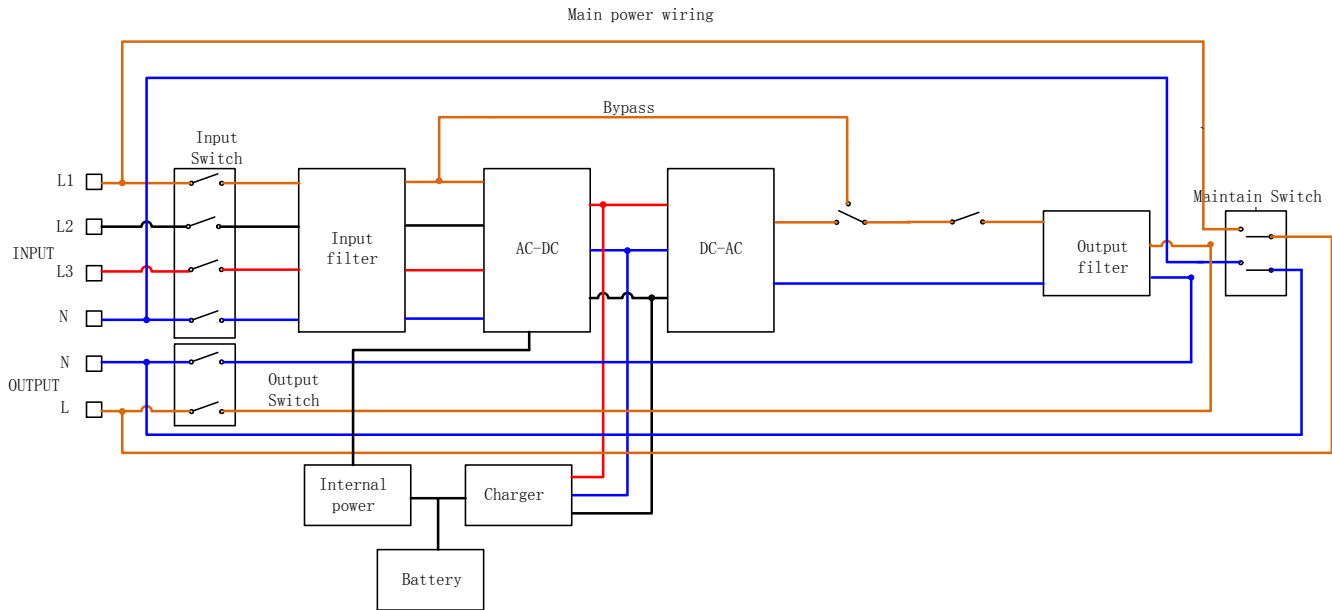 Main power wiring
Bypass
Input
Switch
L1
Maintain Switch
L2
INPUT
Input
filter
AC-DC
DC-AC
Output
filter
L3
N
N
OUTPUT
Output
Switch
L
Internal
power
Charger
Battery